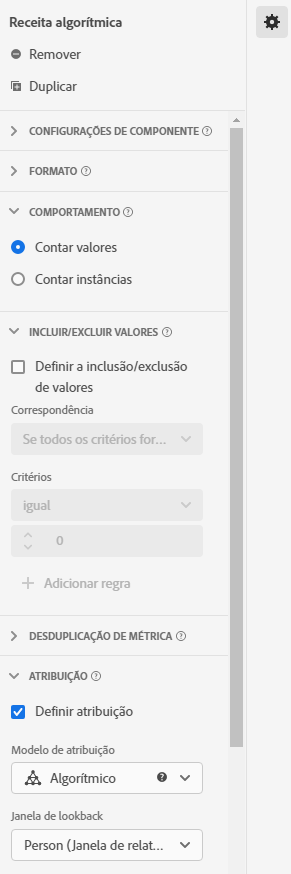 Receita algorítmica
Remover
Duplicar
CONFIGURAÇÕES DE COMPONENTE
FORMATO
COMPORTAMENTO
Contar valores
Contar instâncias
INCLUIR/EXCLUIR VALORES
Definir a inclusão/exclusão
de valores
Correspondência
Se todos os critérios for...
Critérios
igual
0
Adicionar regra
DESDUPLICAÇÃO DE MÉTRICA
ATRIBUIÇÃO
Definir atribuição
Modelo de atribuição
Algorítmico
Janela de lookback
Person (Janela de relat...